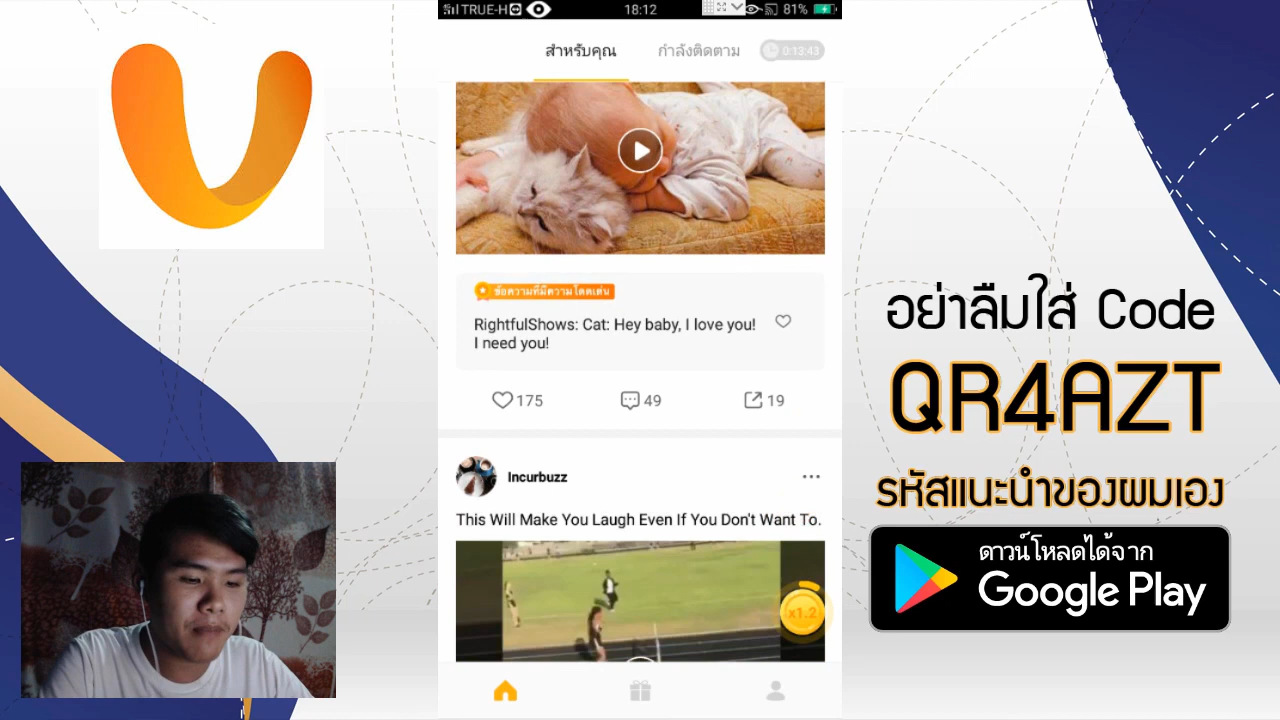 TRUE-H
18:12
81%
สำหรับคุณ
กำลังติดตาม
0:13:43
ข้อความที่มีความโดดเด่น
RightfulShows: Cat: Hey baby, I love you!
I need you!
175
49
19
Incurbuzz
This Will Make You Laugh Even If You Don't Want To.
x1.2
อย่าลืมใส่ Code
QR4AZT
รหัสแนะนำของผมเอง
ดาวน์โหลดได้จาก
Google Play